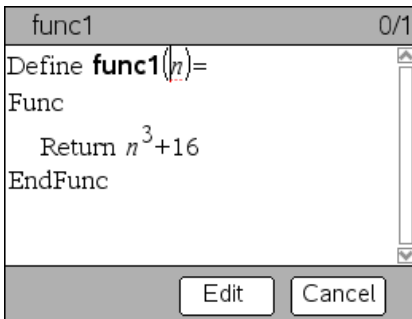 func1 0/1
Define func1(n)=
Func
Return n³+16
EndFunc
Edit Cancel